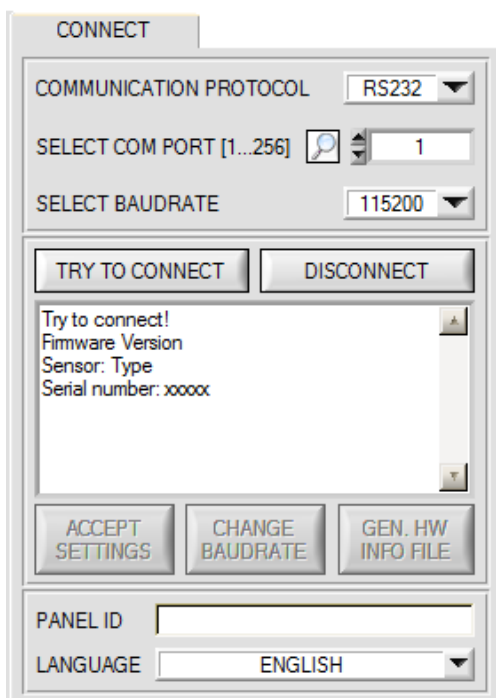 CONNECT
COMMUNICATION PROTOCOL RS232
SELECT COM PORT [1...256] 1
SELECT BAUDRATE 115200
TRY TO CONNECT DISCONNECT
Try to connect!
Firmware Version
Sensor: Type
Serial number: xxxxx
ACCEPT SETTINGS CHANGE BAUDRATE GEN. HW INFO FILE
PANEL ID
LANGUAGE ENGLISH